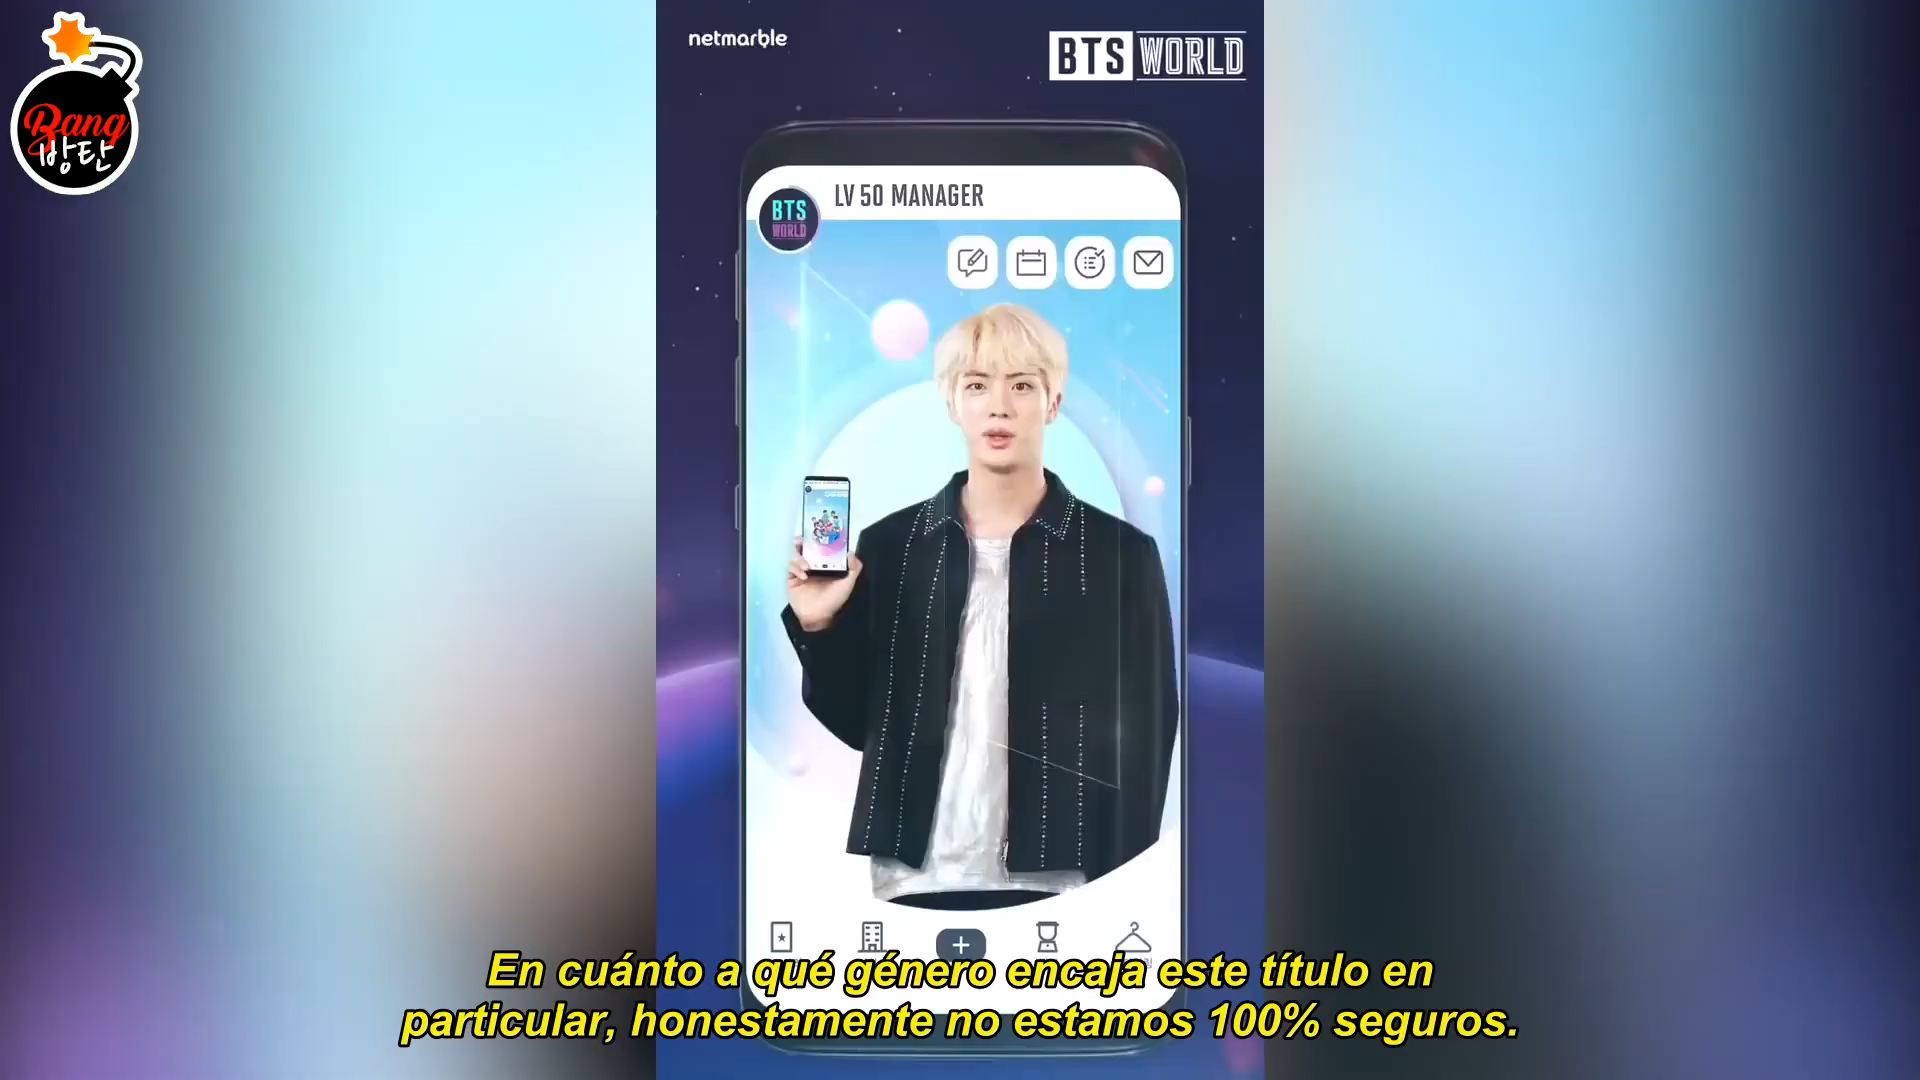 netmarble
BTS WORLD
Bang
방탄
LV 50 MANAGER
BTS
WORLD
En cuánto a qué género encaja este título en
particular, honestamente no estamos 100% seguros.